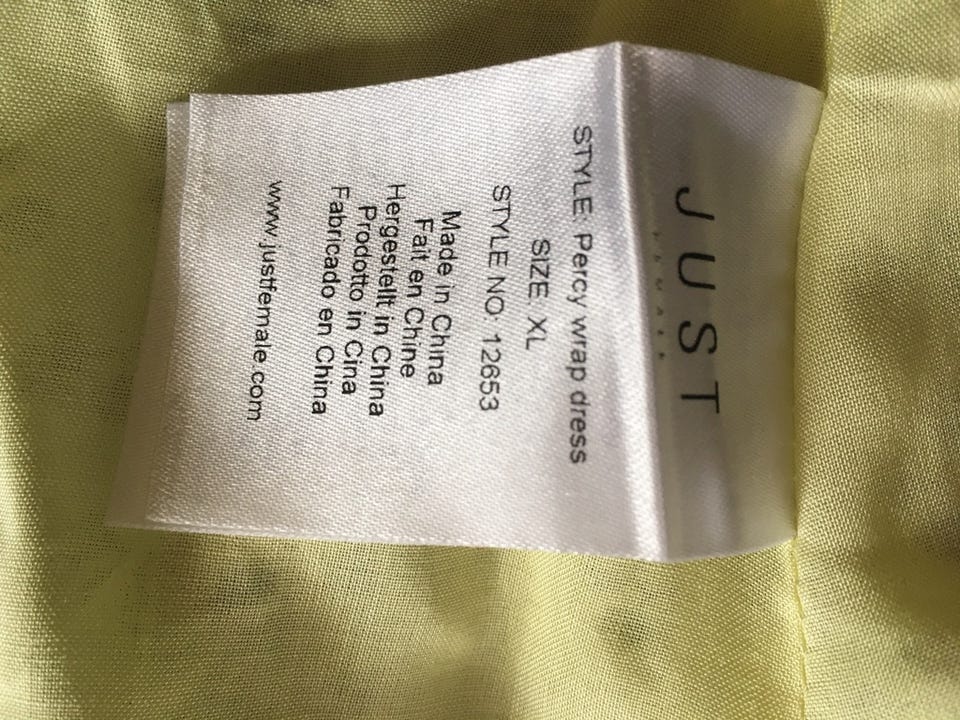 JUST
FEMALE
STYLE Percy wrap dress
SIZE XL
STYLE NO. 12653
Made in China
Fait en Chine
Hergestellt in China
Prodotto in Cina
Fabricado en China
www.justfemale.com